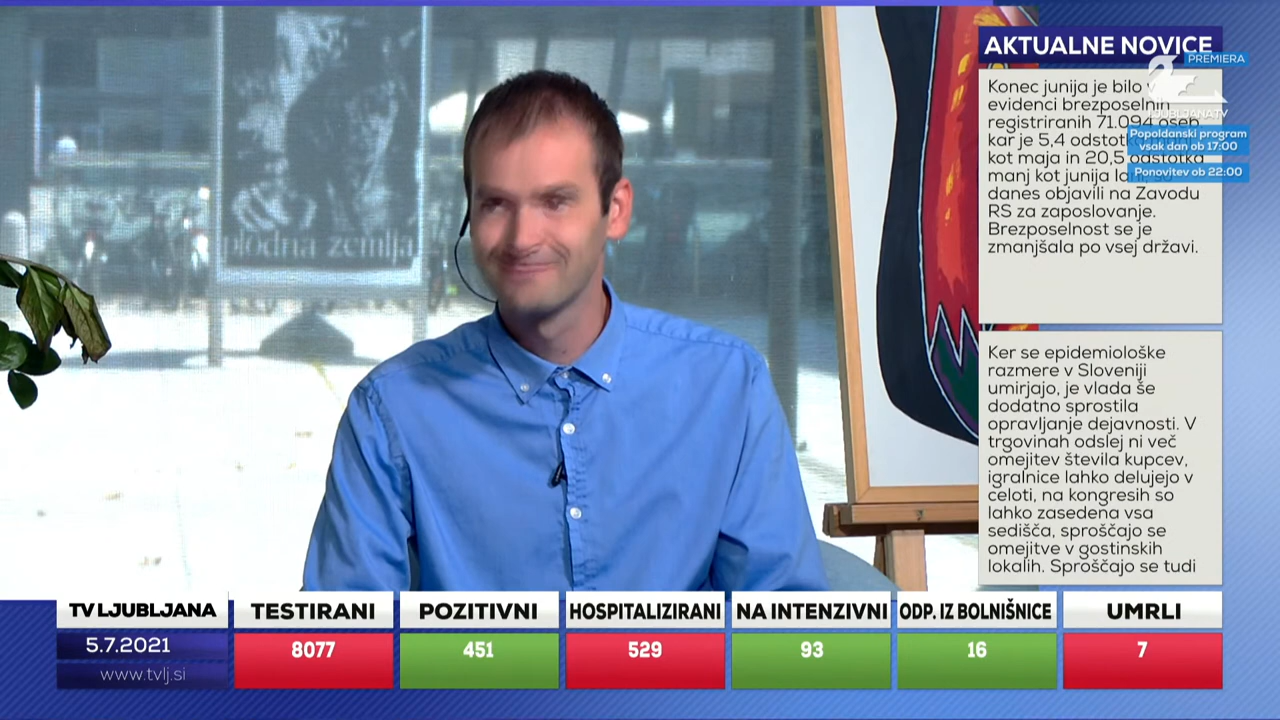 AKTUALNE NOVICE
PREMIERA
LJUBLJANATV
Popoldanski program
vsak dan ob 17:00
Ponovitev ob 22:00
Konec junija je bilo v
evidenci brezposelnih
registriranih 71.094 oseb,
kar je 5,4 odstotka
kot maja in 20,5 odstotka
manj kot junija lani, so
danes objavili na Zavodu
RS za zaposlovanje.
Brezposelnost se je
zmanjšala po vsej državi.
Ker se epidemiološke
razmere v Sloveniji
umirjajo, je vlada še
dodatno sprostila
opravljanje dejavnosti. V
trgovinah odslej ni več
omejitev števila kupcev,
igralnice lahko delujejo v
celoti, na kongresih so
lahko zasedena vsa
sedišča, sproščajo se
omejitve v gostinskih
lokalih. Sproščajo se tudi
plodna zemlja
TV LJUBLJANA
TESTIRANI
POZITIVNI
HOSPITALIZIRANI
NA INTENZIVNI
ODP. IZ BOLNIŠNICE
UMRLI
5.7.2021
8077
451
529
93
16
7
www.tvlj.si